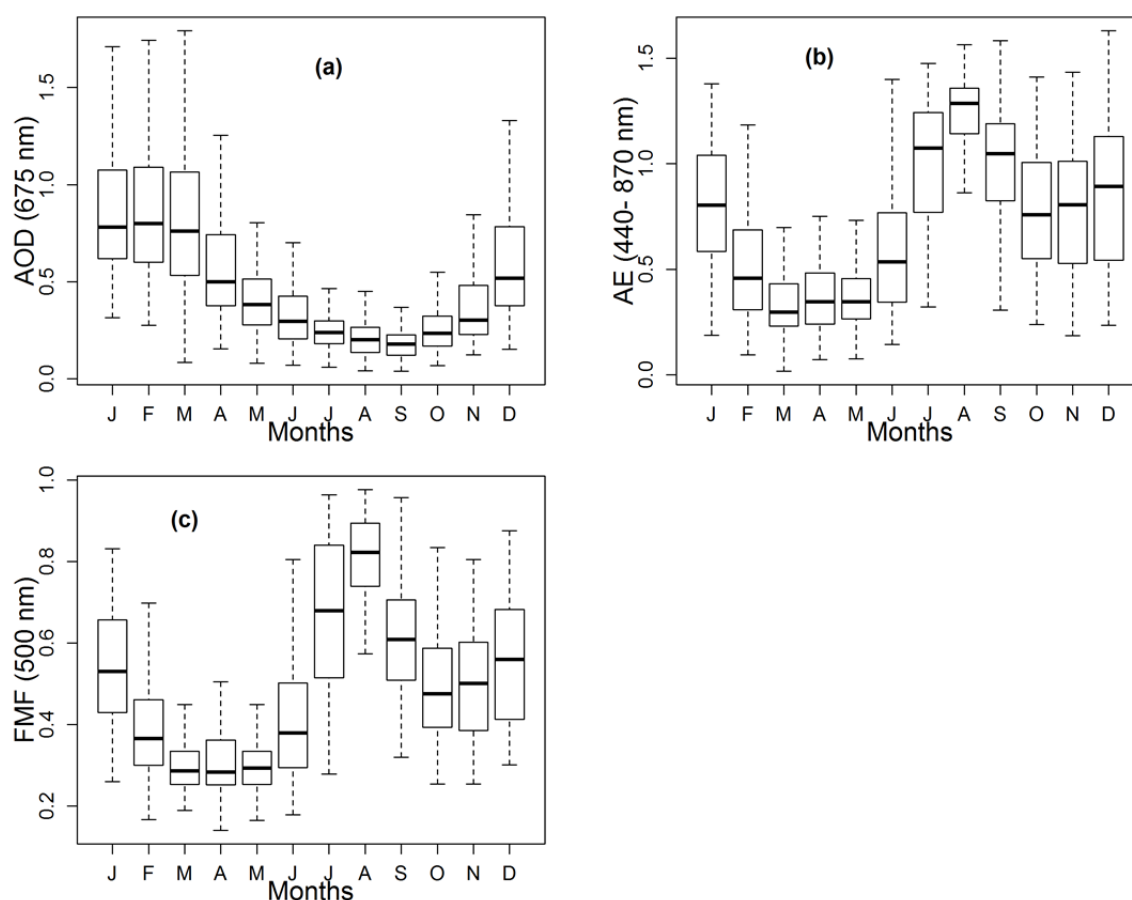 (a)
AOD (675 nm)
0.0 0.5 1.0 1.5
J F M A M J J A S O N D
Months
(b)
AE (440- 870 nm)
0.0 0.5 1.0 1.5
J F M A M J J A S O N D
Months
(c)
FMF (500 nm)
0.2 0.4 0.6 0.8 1.0
J F M A M J J A S O N D
Months